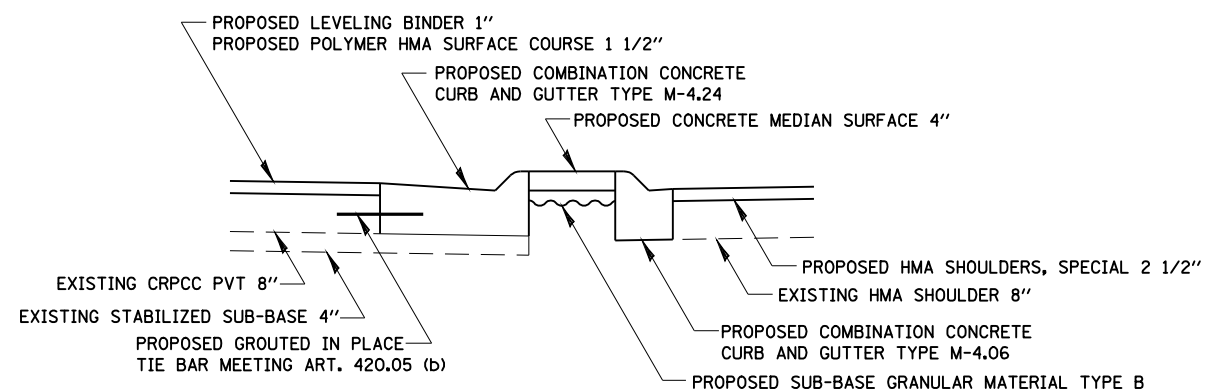 PROPOSED LEVELING BINDER 1"
PROPOSED POLYMER HMA SURFACE COURSE 1 1/2"
PROPOSED COMBINATION CONCRETE
CURB AND GUTTER TYPE M-4.24
PROPOSED CONCRETE MEDIAN SURFACE 4"
PROPOSED HMA SHOULDERS, SPECIAL 2 1/2"
EXISTING CRPCC PVT 8"
EXISTING HMA SHOULDER 8"
EXISTING STABILIZED SUB-BASE 4"
PROPOSED GROUTED IN PLACE
TIE BAR MEETING ART. 420.05 (b)
PROPOSED COMBINATION CONCRETE
CURB AND GUTTER TYPE M-4.06
PROPOSED SUB-BASE GRANULAR MATERIAL TYPE B